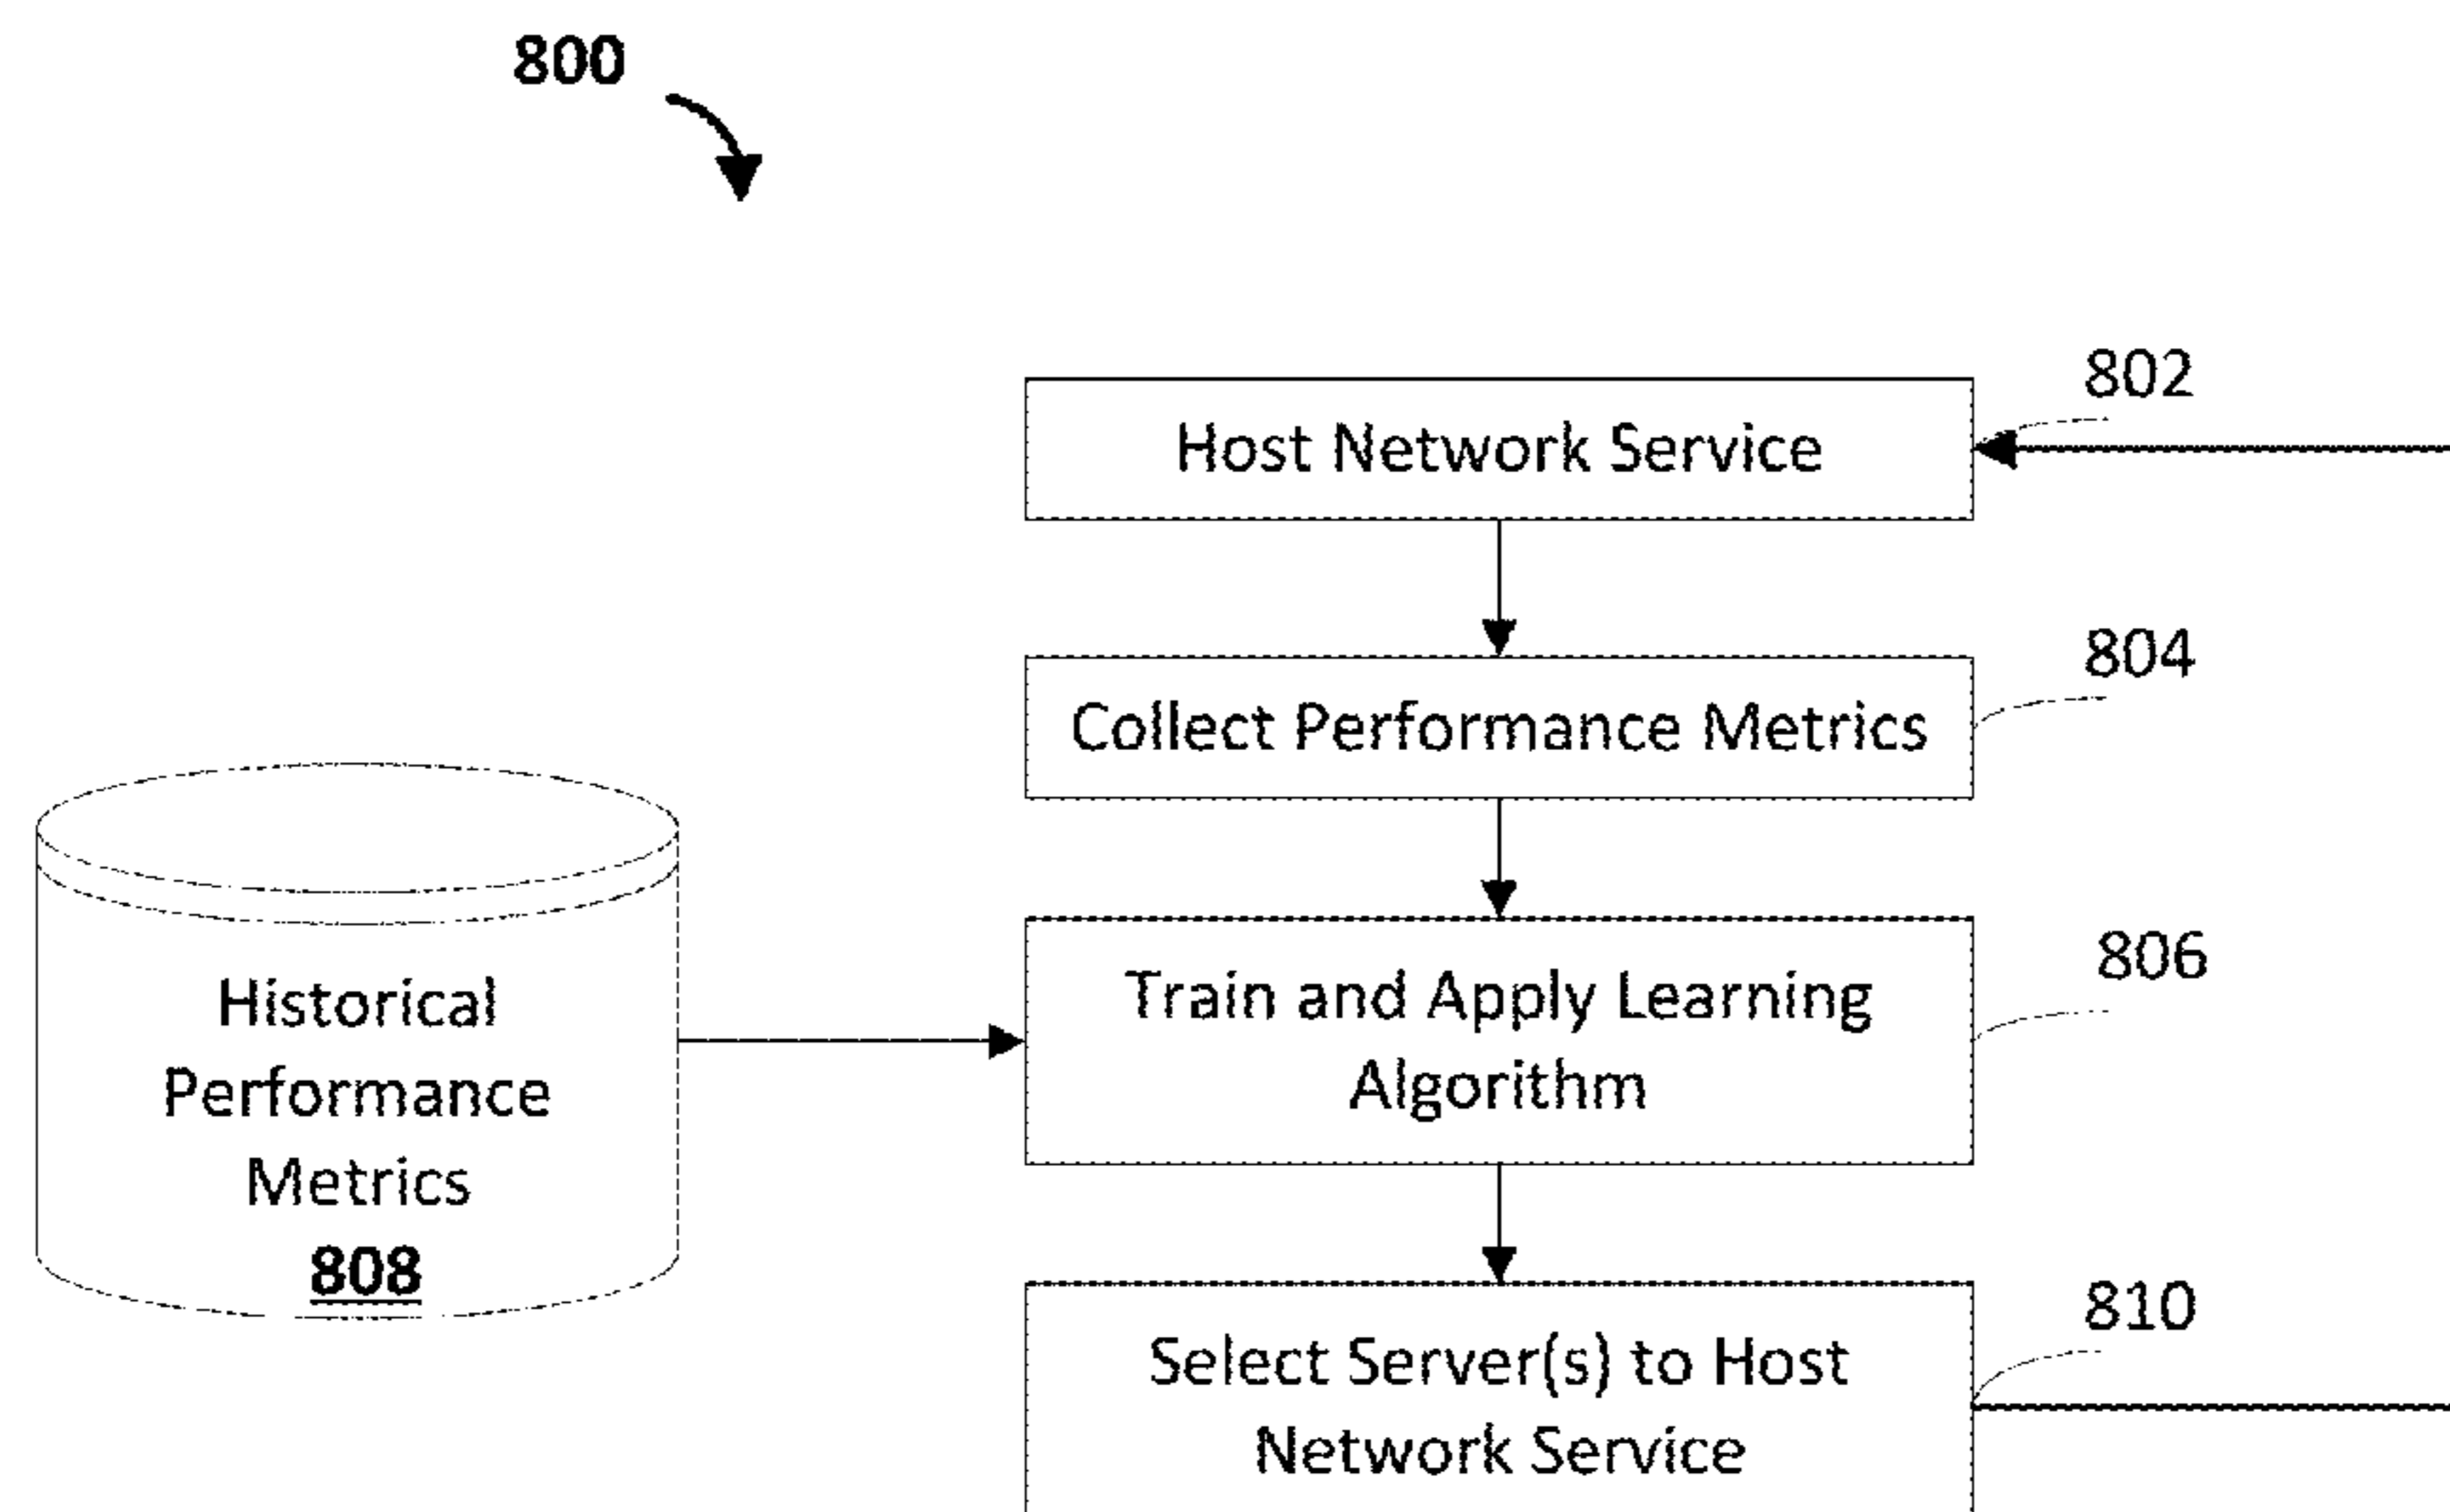 800
802
Host Network Service
804
Collect Performance Metrics
806
Train and Apply Learning
Algorithm
Historical
Performance
Metrics
808
810
Select Server(s) to Host
Network Service